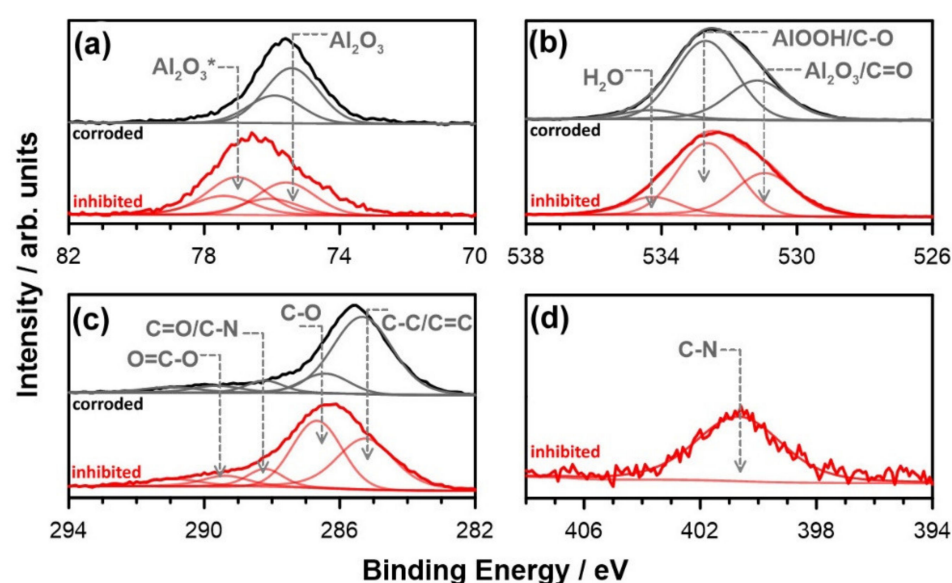 (a)
Al₂O₃*
Al₂O₃
corroded
inhibited
82 78 74 70
(b)
H₂O
AlOOH/C-O
Al₂O₃/C=O
corroded
inhibited
538 534 530 526
(c)
O=C-O
C=O/C-N
C-O
C-C/C=C
corroded
inhibited
294 290 286 282
(d)
C-N
inhibited
406 402 398 394
Intensity / arb. units
Binding Energy / eV